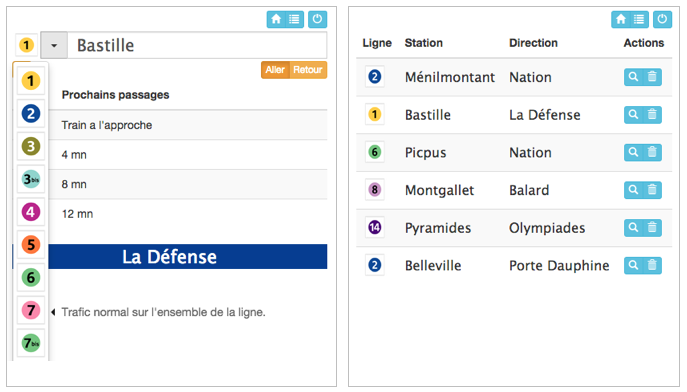 1 Bastille
Aller Retour
1
2
3
3bis
4
5
6
7
7bis
Prochains passages
Train a l'approche
4 mn
8 mn
12 mn
La Défense
Trafic normal sur l'ensemble de la ligne.
Ligne Station Direction Actions
2 Ménilmontant Nation
1 Bastille La Défense
6 Picpus Nation
8 Montgallet Balard
14 Pyramides Olympiades
2 Belleville Porte Dauphine